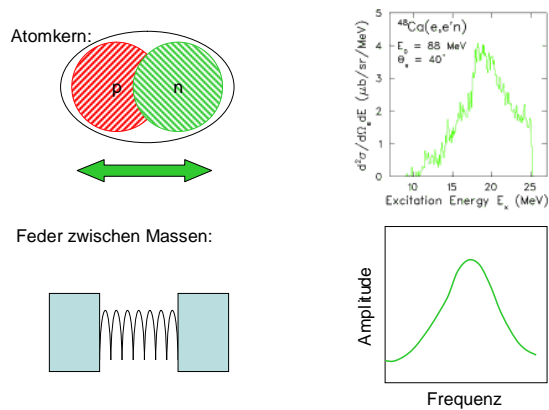 Atomkern:
p n
⁴⁸Ca(e,e'n)
E₀ = 88 MeV
Θₑ = 40°
d²σ/dΩₑdE (μb/sr/MeV)
5
4
3
2
1
0
10 15 20 25
Excitation Energy Eₓ (MeV)
Feder zwischen Massen:
Amplitude
Frequenz